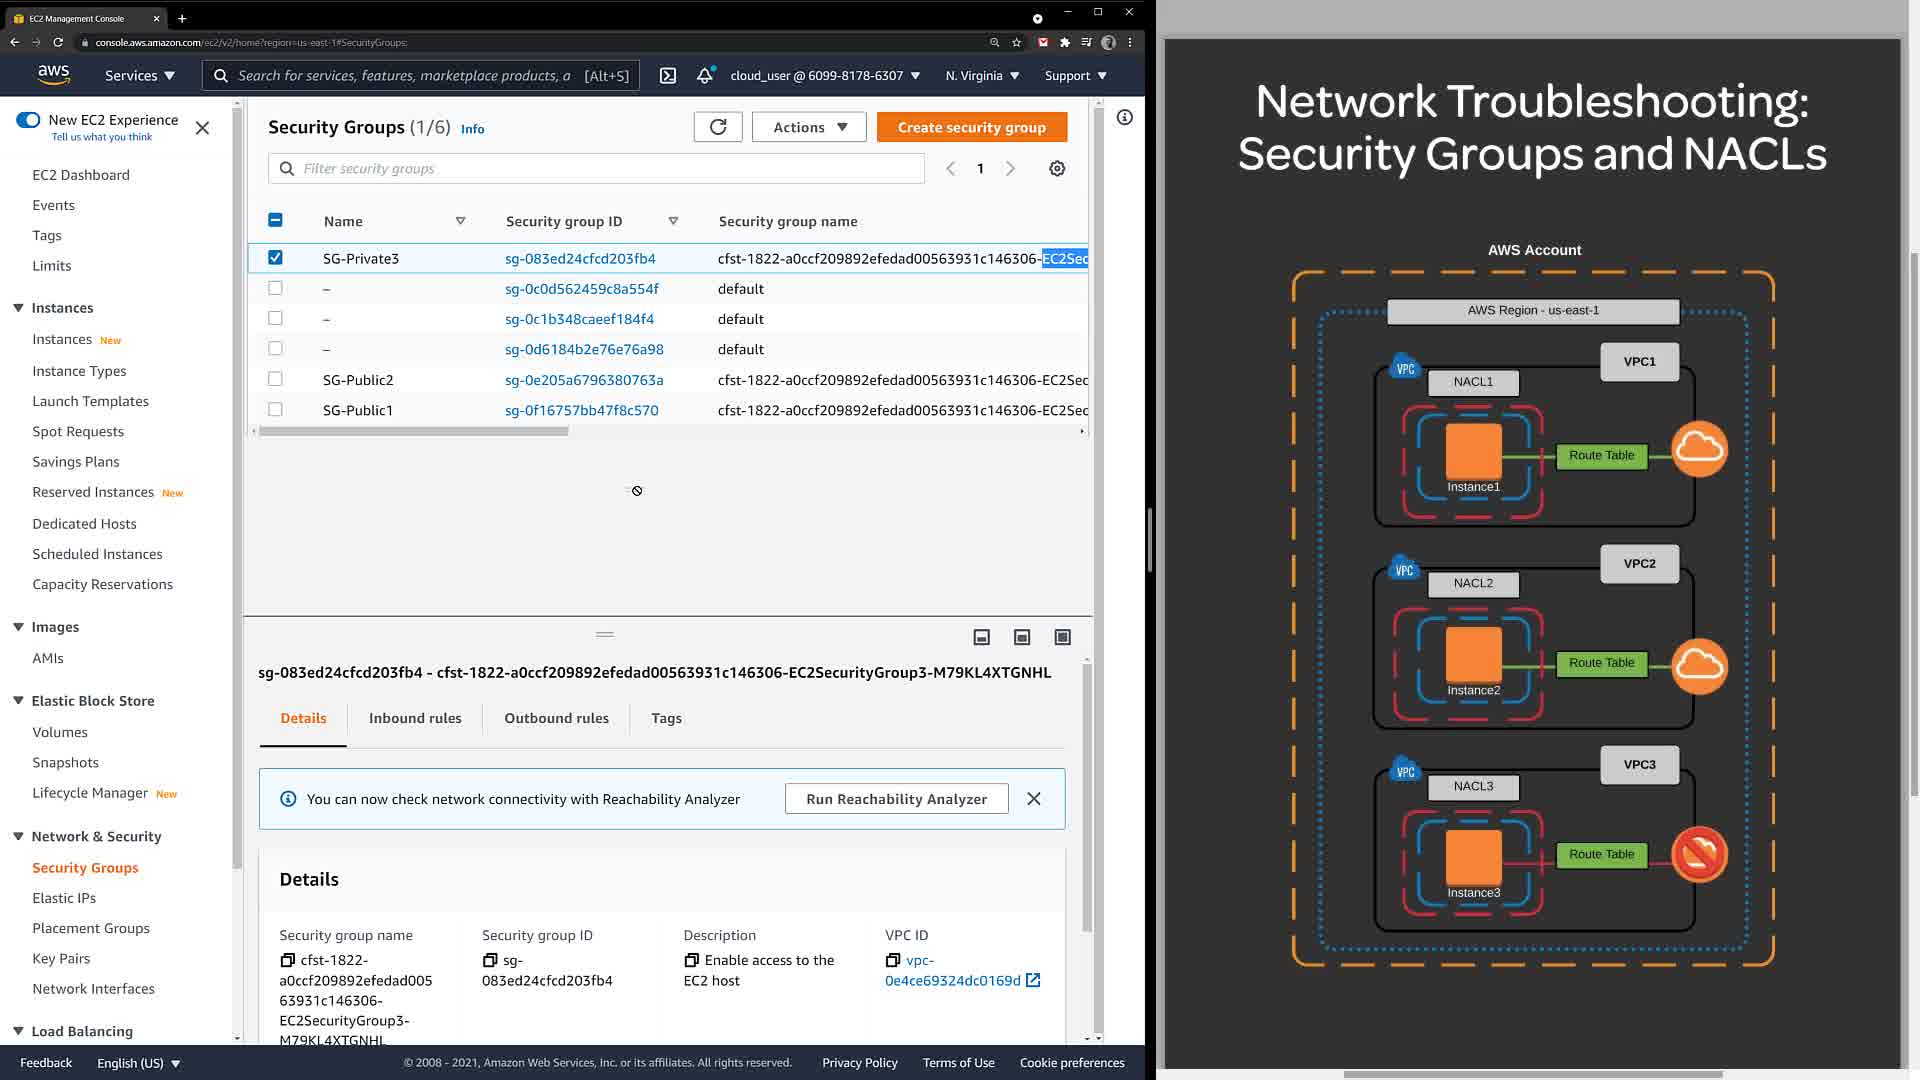 EC2 Management Console
console.aws.amazon.com/ec2/v2/home?region=us-east-1#SecurityGroups:
aws
Services
Search for services, features, marketplace products, a [Alt+S]
cloud_user @ 6099-8178-6307
N. Virginia
Support
New EC2 Experience
Tell us what you think
EC2 Dashboard
Events
Tags
Limits
Instances
Instances New
Instance Types
Launch Templates
Spot Requests
Savings Plans
Reserved Instances New
Dedicated Hosts
Scheduled Instances
Capacity Reservations
Images
AMIs
Elastic Block Store
Volumes
Snapshots
Lifecycle Manager New
Network & Security
Security Groups
Elastic IPs
Placement Groups
Key Pairs
Network Interfaces
Load Balancing
Security Groups (1/6) Info
Actions
Create security group
Filter security groups
1
Name Security group ID Security group name
SG-Private3 sg-083ed24cfcd203fb4 cfst-1822-a0ccf209892efedad00563931c146306-EC2Sec
– sg-0c0d562459c8a554f default
– sg-0c1b348caeef184f4 default
– sg-0d6184b2e76e76a98 default
SG-Public2 sg-0e205a6796380763a cfst-1822-a0ccf209892efedad00563931c146306-EC2Sec
SG-Public1 sg-0f16757bb47f8c570 cfst-1822-a0ccf209892efedad00563931c146306-EC2Sec
sg-083ed24cfcd203fb4 - cfst-1822-a0ccf209892efedad00563931c146306-EC2SecurityGroup3-M79KL4XTGNHL
Details Inbound rules Outbound rules Tags
You can now check network connectivity with Reachability Analyzer
Run Reachability Analyzer
Details
Security group name
cfst-1822-
a0ccf209892efedad005
63931c146306-
EC2SecurityGroup3-
M79KL4XTGNHL
Security group ID
sg-
083ed24cfcd203fb4
Description
Enable access to the
EC2 host
VPC ID
vpc-
0e4ce69324dc0169d
Feedback
English (US)
© 2008 - 2021, Amazon Web Services, Inc. or its affiliates. All rights reserved.
Privacy Policy
Terms of Use
Cookie preferences
Network Troubleshooting:
Security Groups and NACLs
AWS Account
AWS Region - us-east-1
VPC
NACL1
VPC1
Instance1
Route Table
VPC
NACL2
VPC2
Instance2
Route Table
VPC
NACL3
VPC3
Instance3
Route Table